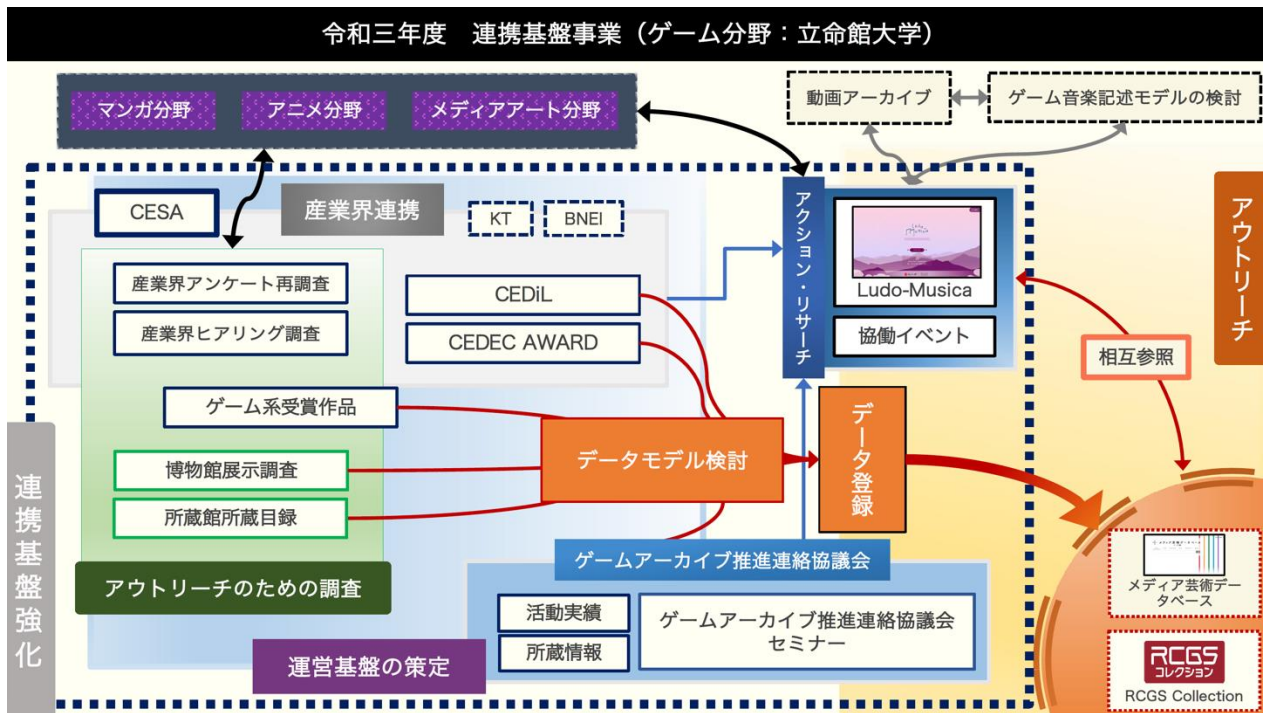 令和三年度 連携基盤事業（ゲーム分野：立命館大学）
マンガ分野
アニメ分野
メディアアート分野
動画アーカイブ
ゲーム音楽記述モデルの検討
CESA
産業界連携
KT
BNEI
アクション・リサーチ
Ludo-Musica
協働イベント
アウトリーチ
産業界アンケート再調査
産業界ヒアリング調査
CEDiL
CEDEC AWARD
相互参照
ゲーム系受賞作品
博物館展示調査
所蔵館所蔵目録
データモデル検討
データ登録
連携基盤強化
アウトリーチのための調査
ゲームアーカイブ推進連絡協議会
活動実績
所蔵情報
ゲームアーカイブ推進連絡協議会
セミナー
運営基盤の策定
メディア芸術デー
タベース
RCGS
コレクション
RCGS Collection